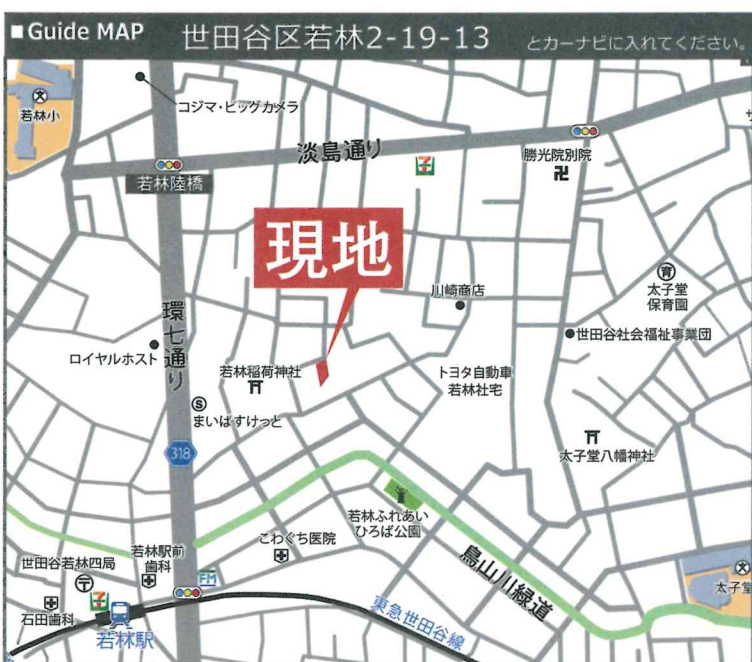 ■Guide MAP 世田谷区若林2-19-13 とカーナビに入れてください。
文
若林小
コジマ・ビックカメラ
淡島通り
若林陸橋
7
勝光院別院
卍
現地
川崎商店
育
太子堂
保育園
環七通り
ロイヤルホスト
若林稲荷神社
S
まいばすけっと
トヨタ自動車
若林社宅
世田谷社会福祉事業団
太子堂八幡神社
318
若林ふれあい
ひろば公園
こわぐち医院
世田谷若林四局
〒
若林駅前
歯科
FM
7
石田歯科
若林駅
東急世田谷線
烏山川緑道
文
太子堂